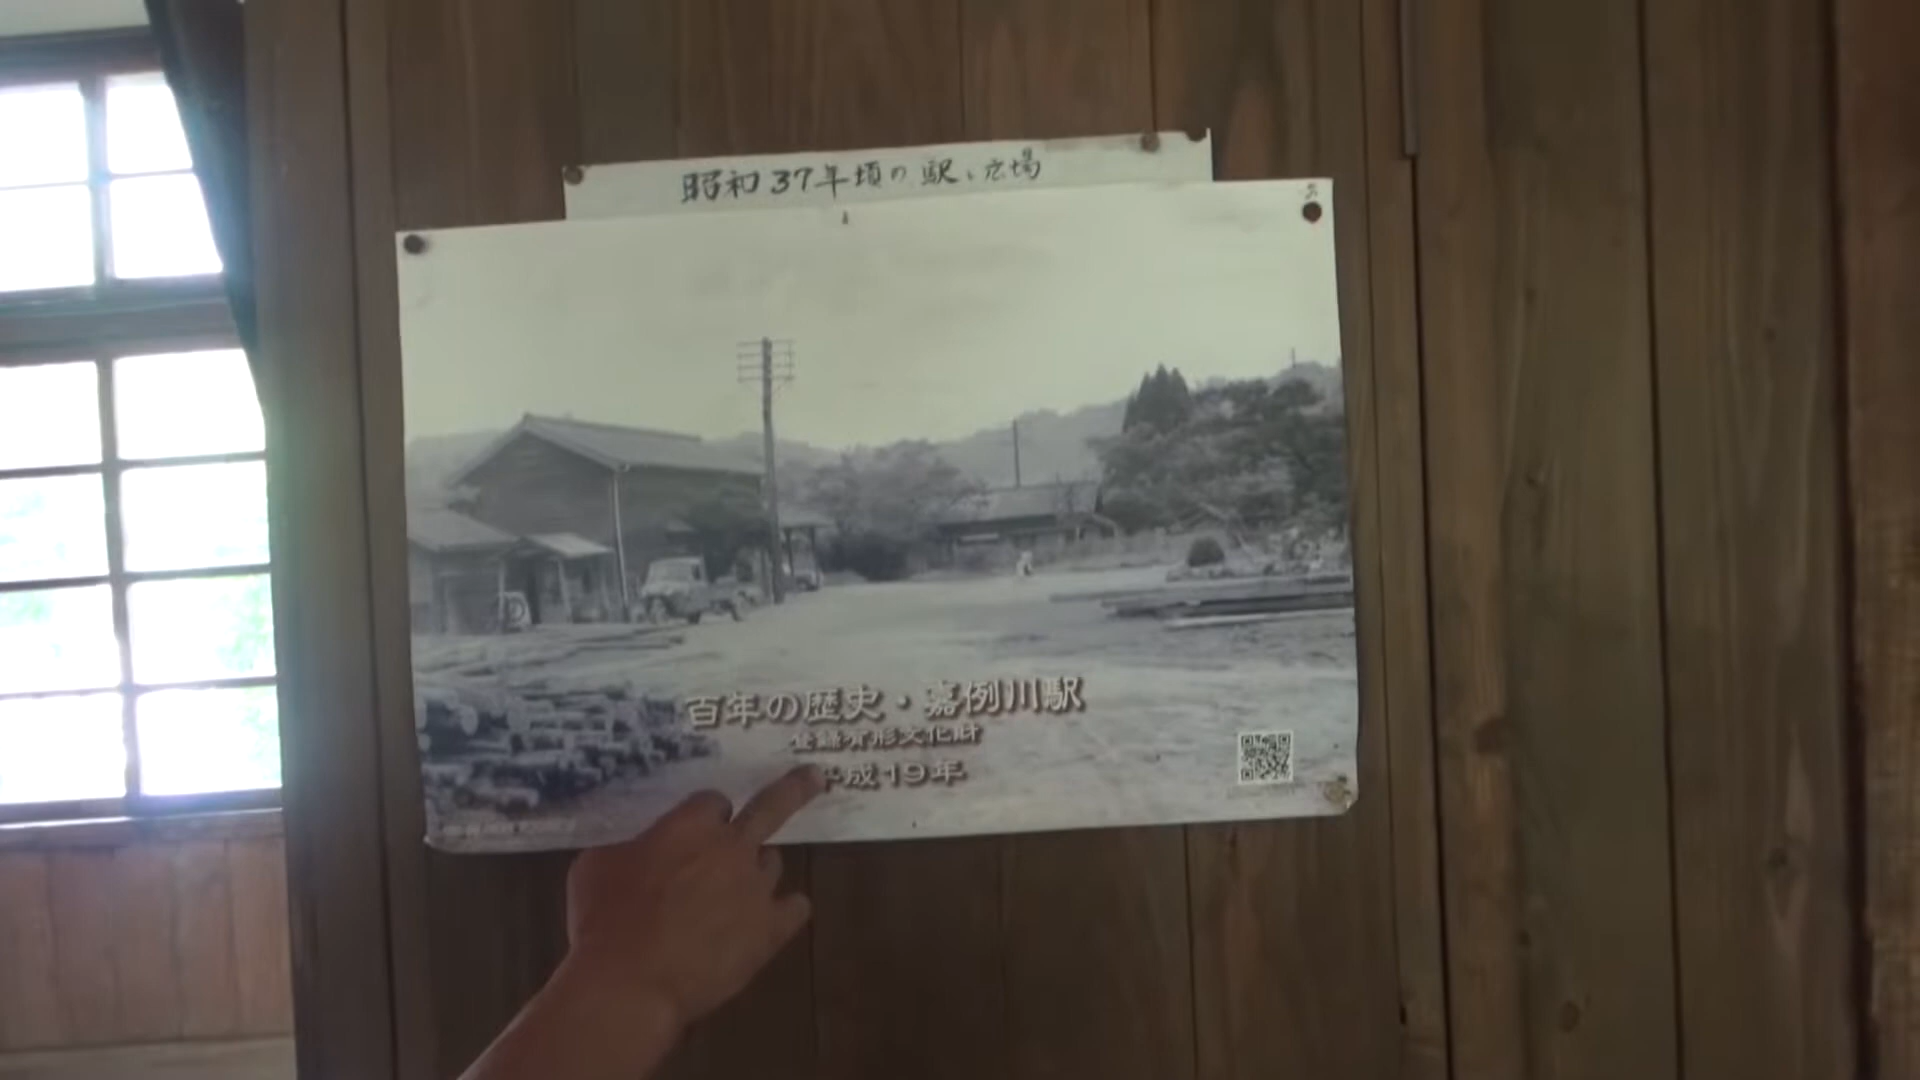 昭和37年頃の駅、広場
百年の歴史・嘉例川駅
登録有形文化財
平成19年